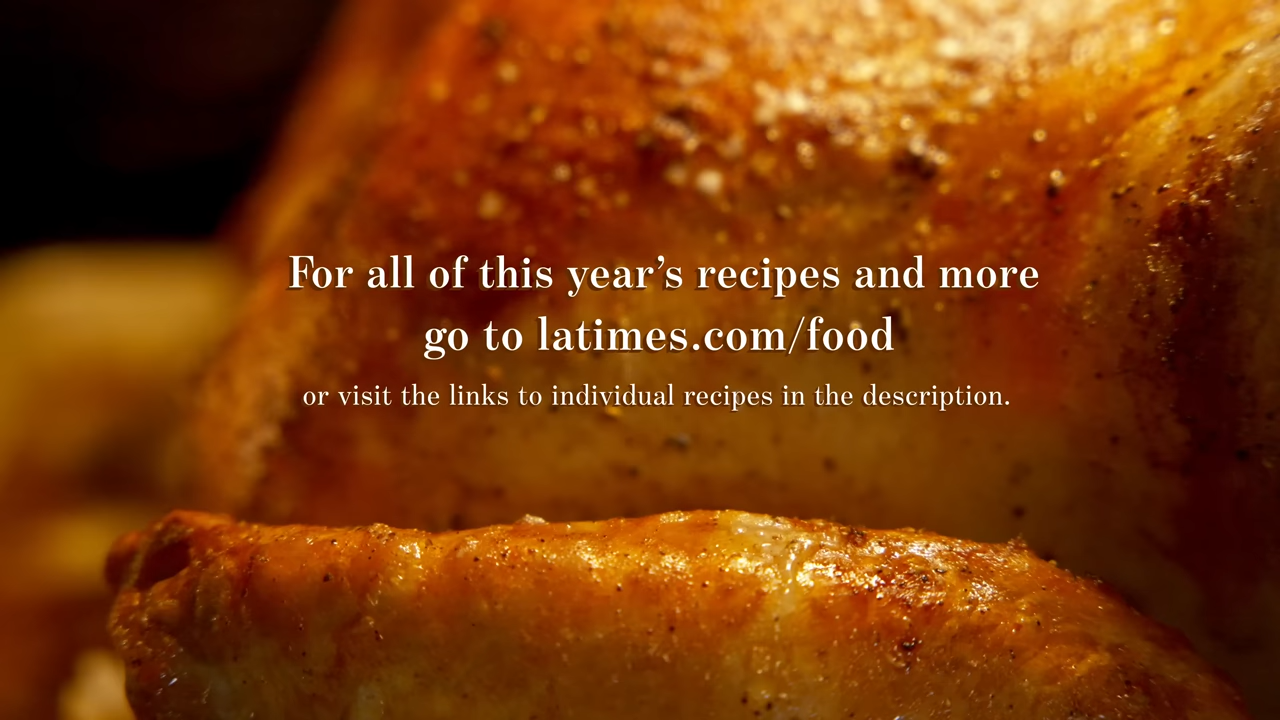 For all of this year’s recipes and more
go to latimes.com/food
or visit the links to individual recipes in the description.